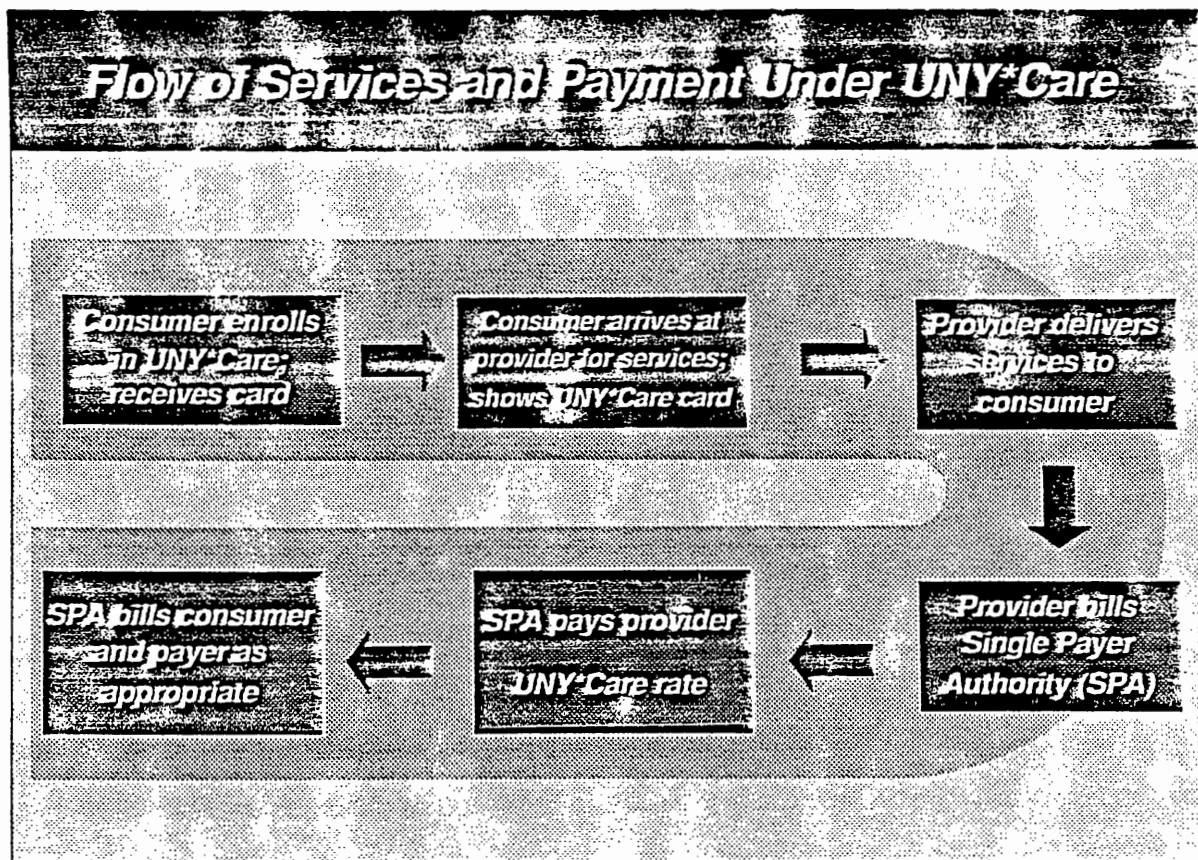 Flow of Services and Payment Under UNY*Care
Consumer enrolls
in UNY*Care;
receives card
Consumer arrives at
provider for services;
shows UNY*Care card
Provider delivers
services to
consumer
Provider bills
Single Payer
Authority (SPA)
SPA pays provider
UNY*Care rate
SPA bills consumer
and payer as
appropriate